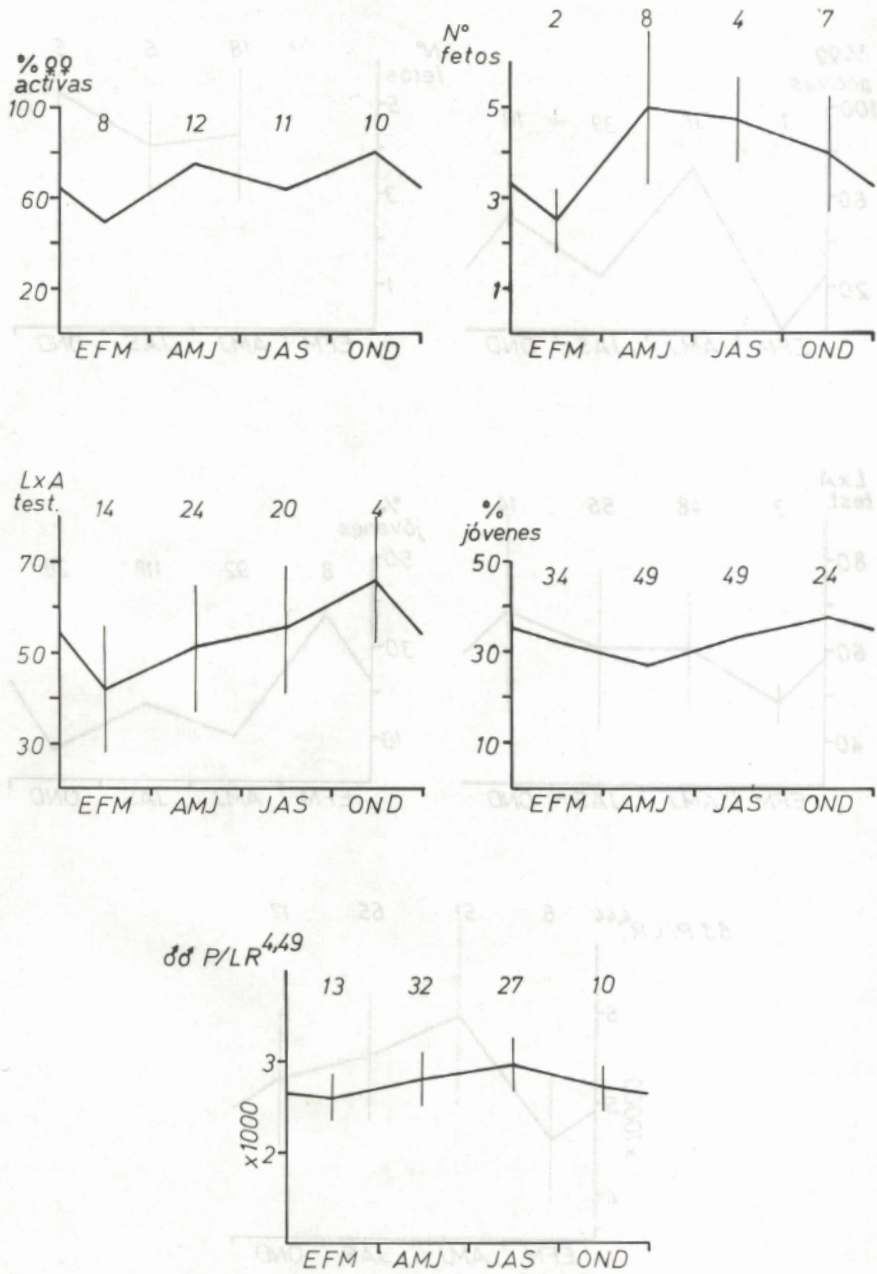 % ♀♀
activas
8 12 11 10
100
60
20
EFM AMJ JAS OND
N°
fetos
2 8 4 7
5
3
1
EFM AMJ JAS OND
LxA
test.
14 24 20 4
70
50
30
EFM AMJ JAS OND
%
jóvenes
34 49 49 24
50
30
10
EFM AMJ JAS OND
♂♂ P/LR4,49
13 32 27 10
3
2
x1000
EFM AMJ JAS OND